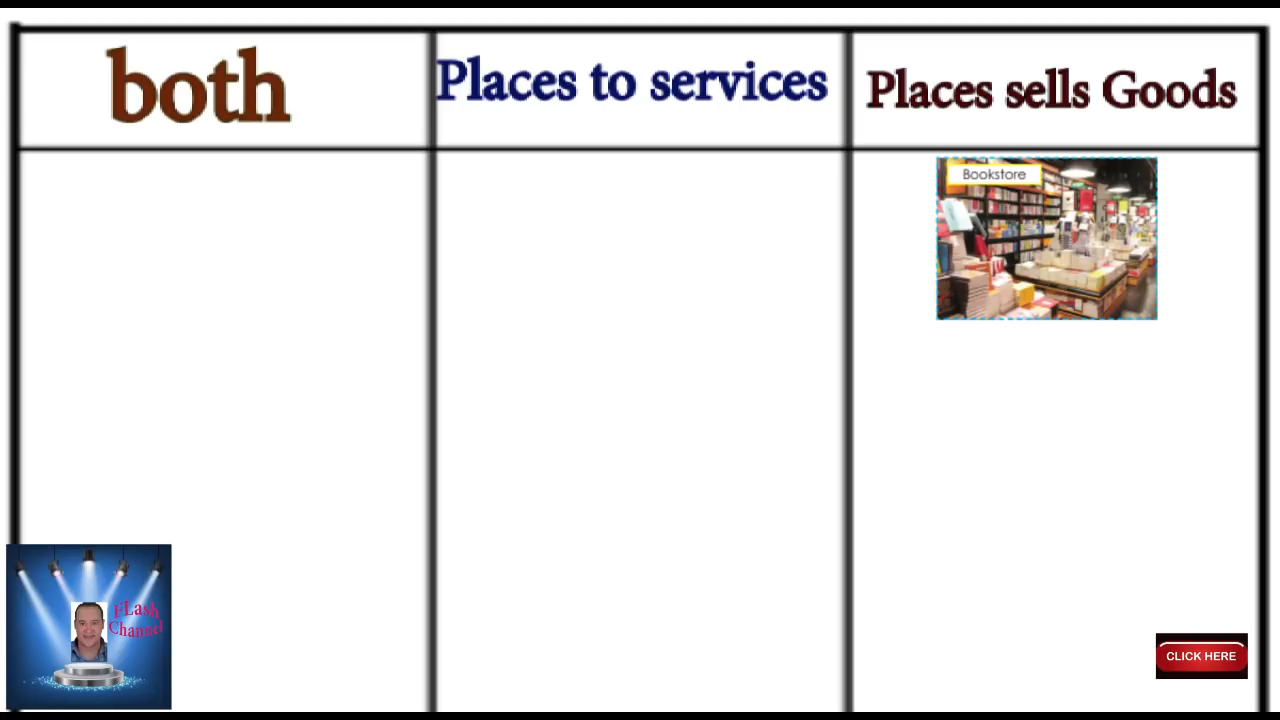 both
Places to services
Places sells Goods
Bookstore
FLash
Channel
CLICK HERE